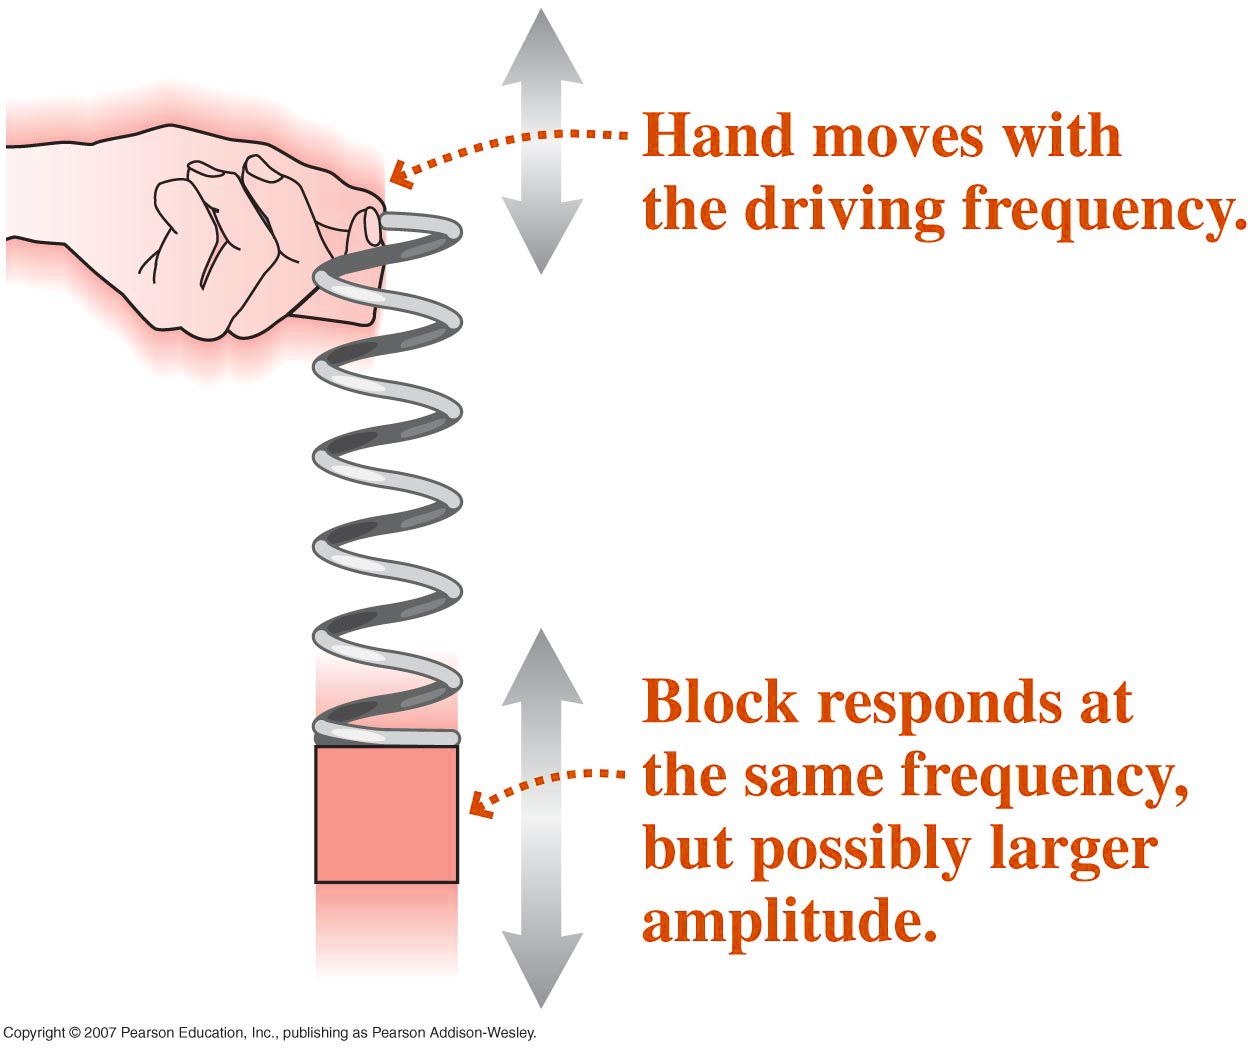 Hand moves with
the driving frequency.
Block responds at
the same frequency,
but possibly larger
amplitude.
Copyright © 2007 Pearson Education, Inc., publishing as Pearson Addison-Wesley.